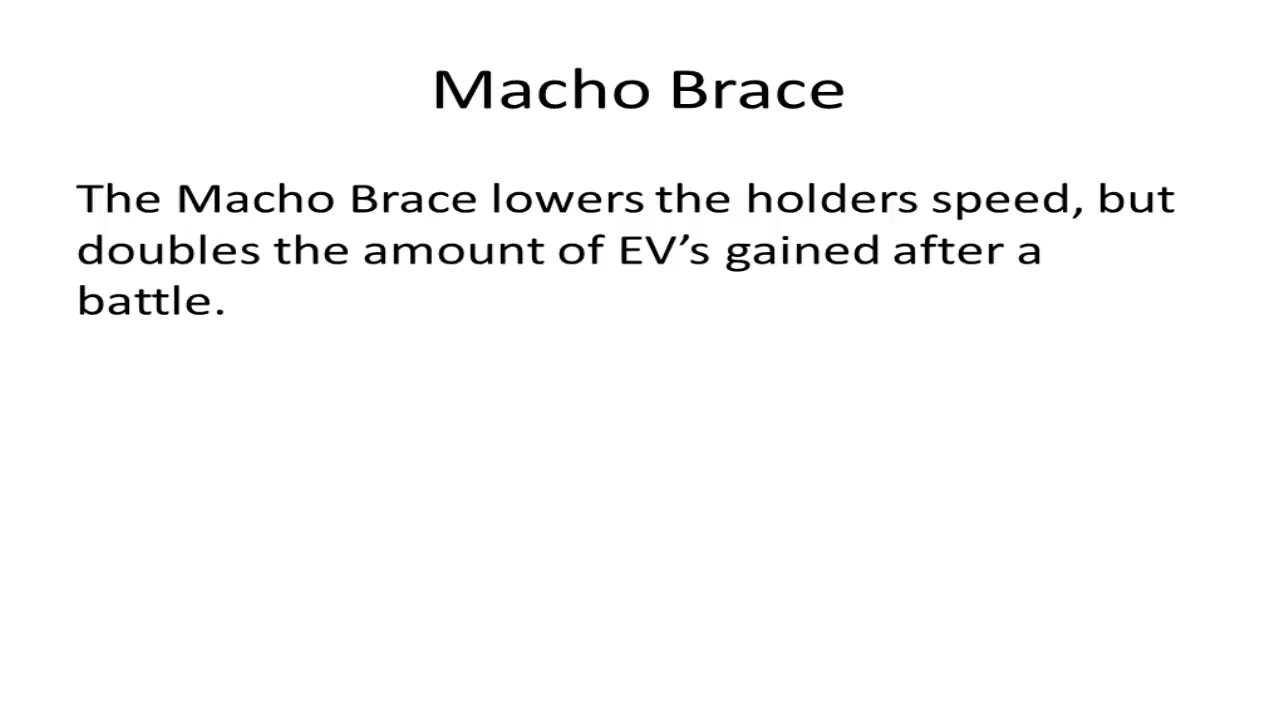 Macho Brace
The Macho Brace lowers the holders speed, but
doubles the amount of EV’s gained after a
battle.